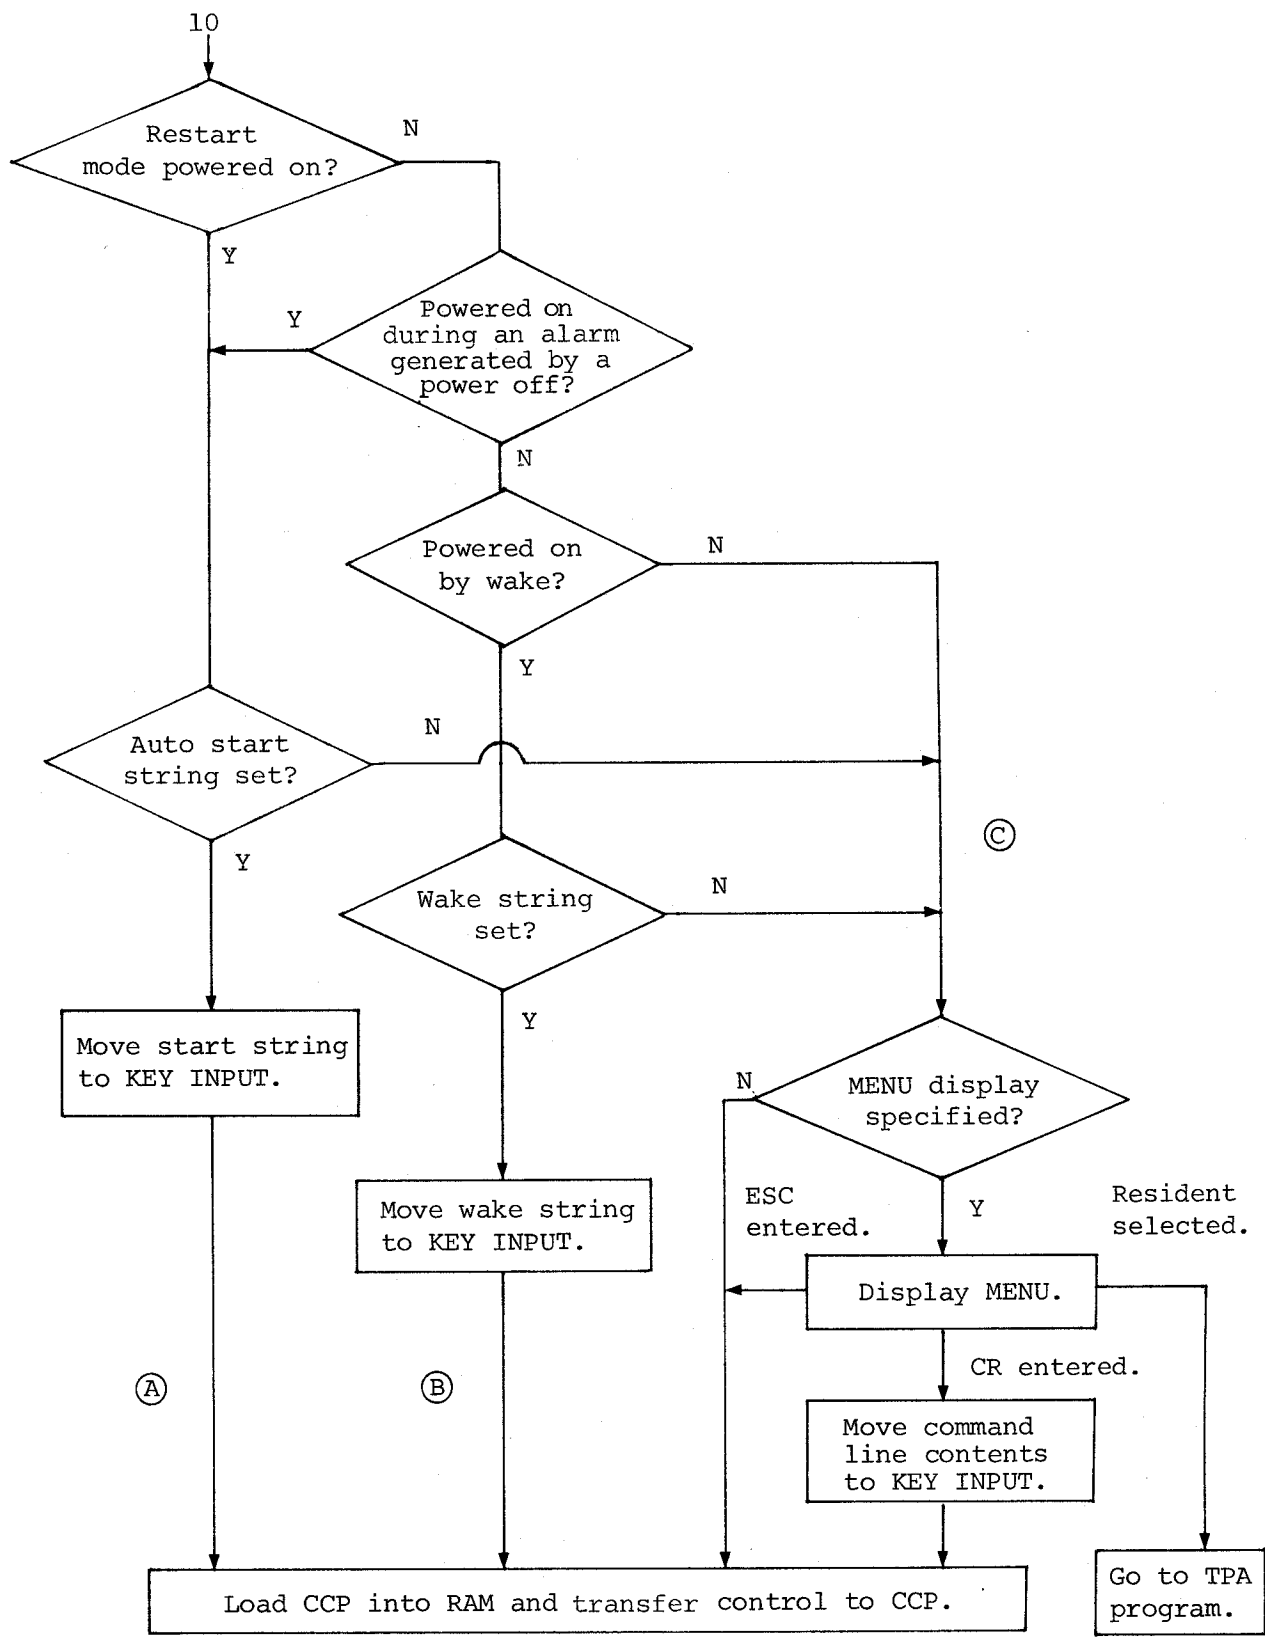 10
Restart
mode powered on?
N
Y
Powered on
during an alarm
generated by a
power off?
Y
N
Powered on
by wake?
N
Y
Auto start
string set?
N
Y
C
Wake string
set?
N
Y
Move start string
to KEY INPUT.
MENU display
specified?
N
Y
Move wake string
to KEY INPUT.
ESC
entered.
Resident
selected.
Display MENU.
A
B
CR entered.
Move command
line contents
to KEY INPUT.
Load CCP into RAM and transfer control to CCP.
Go to TPA
program.